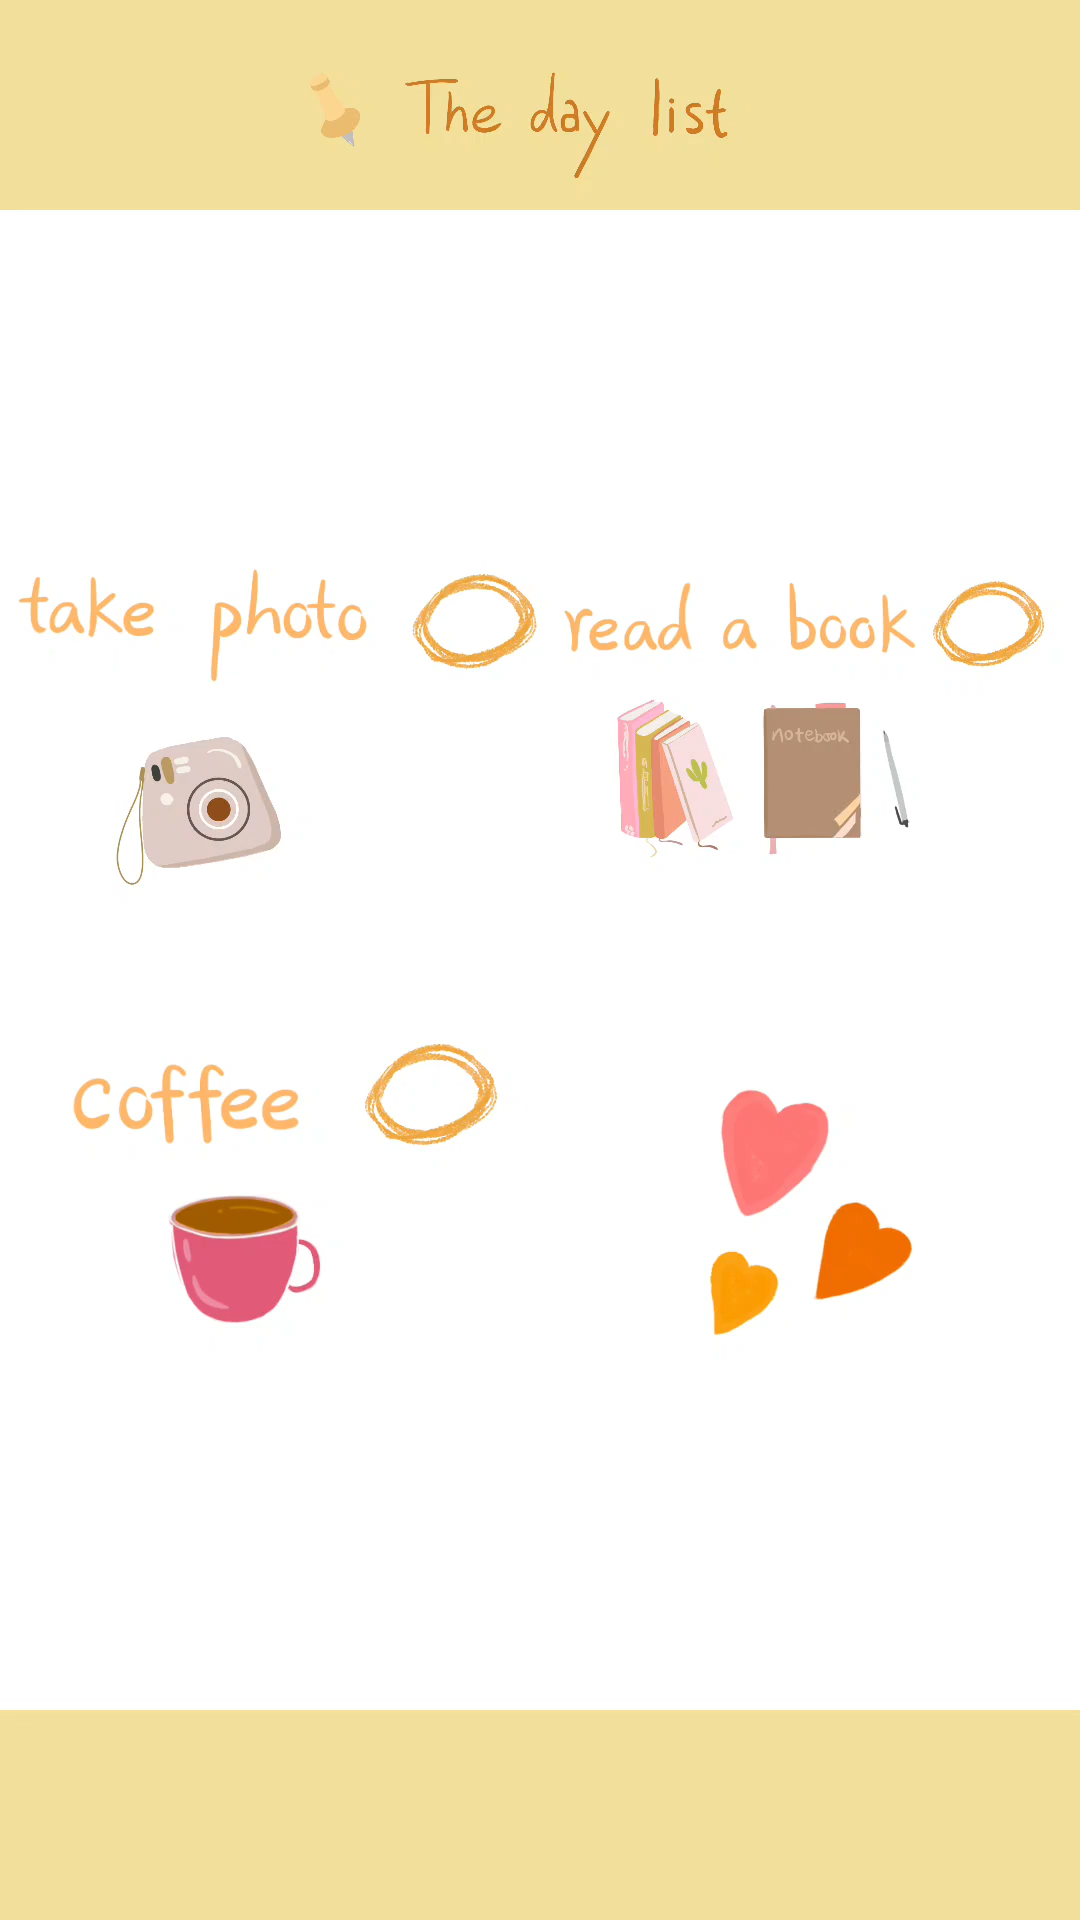 The day list
take photo
read a book
notebook
coffee